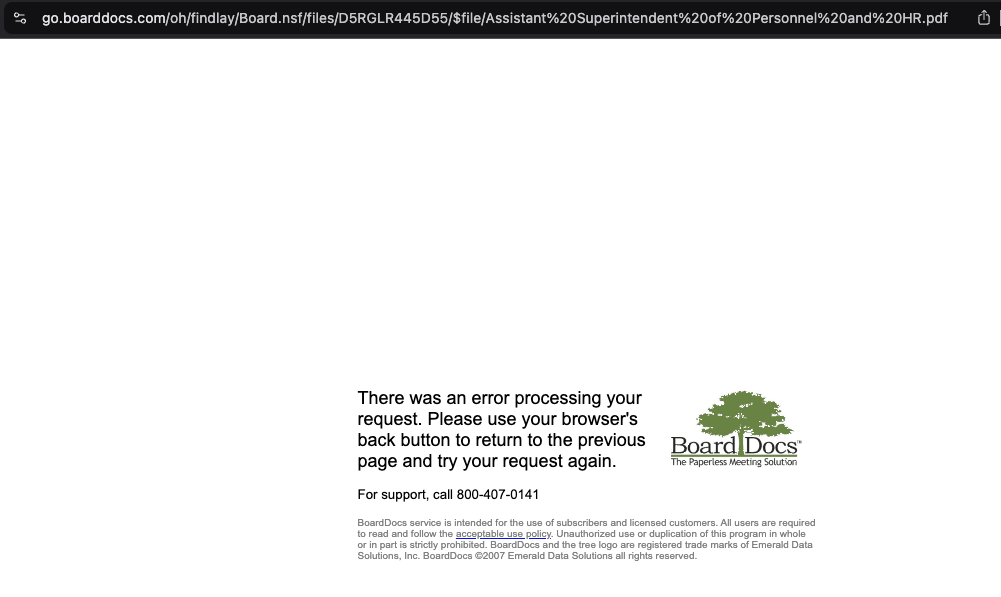 go.boarddocs.com/oh/findlay/Board.nsf/files/D5RGLR445D55/$file/Assistant%20Superintendent%20of%20Personnel%20and%20HR.pdf
There was an error processing your
request. Please use your browser's
back button to return to the previous
page and try your request again.
BoardDocs™
The Paperless Meeting Solution
For support, call 800-407-0141
BoardDocs service is intended for the use of subscribers and licensed customers. All users are required
to read and follow the acceptable use policy. Unauthorized use or duplication of this program in whole
or in part is strictly prohibited. BoardDocs and the tree logo are registered trade marks of Emerald Data
Solutions, Inc. BoardDocs ©2007 Emerald Data Solutions all rights reserved.